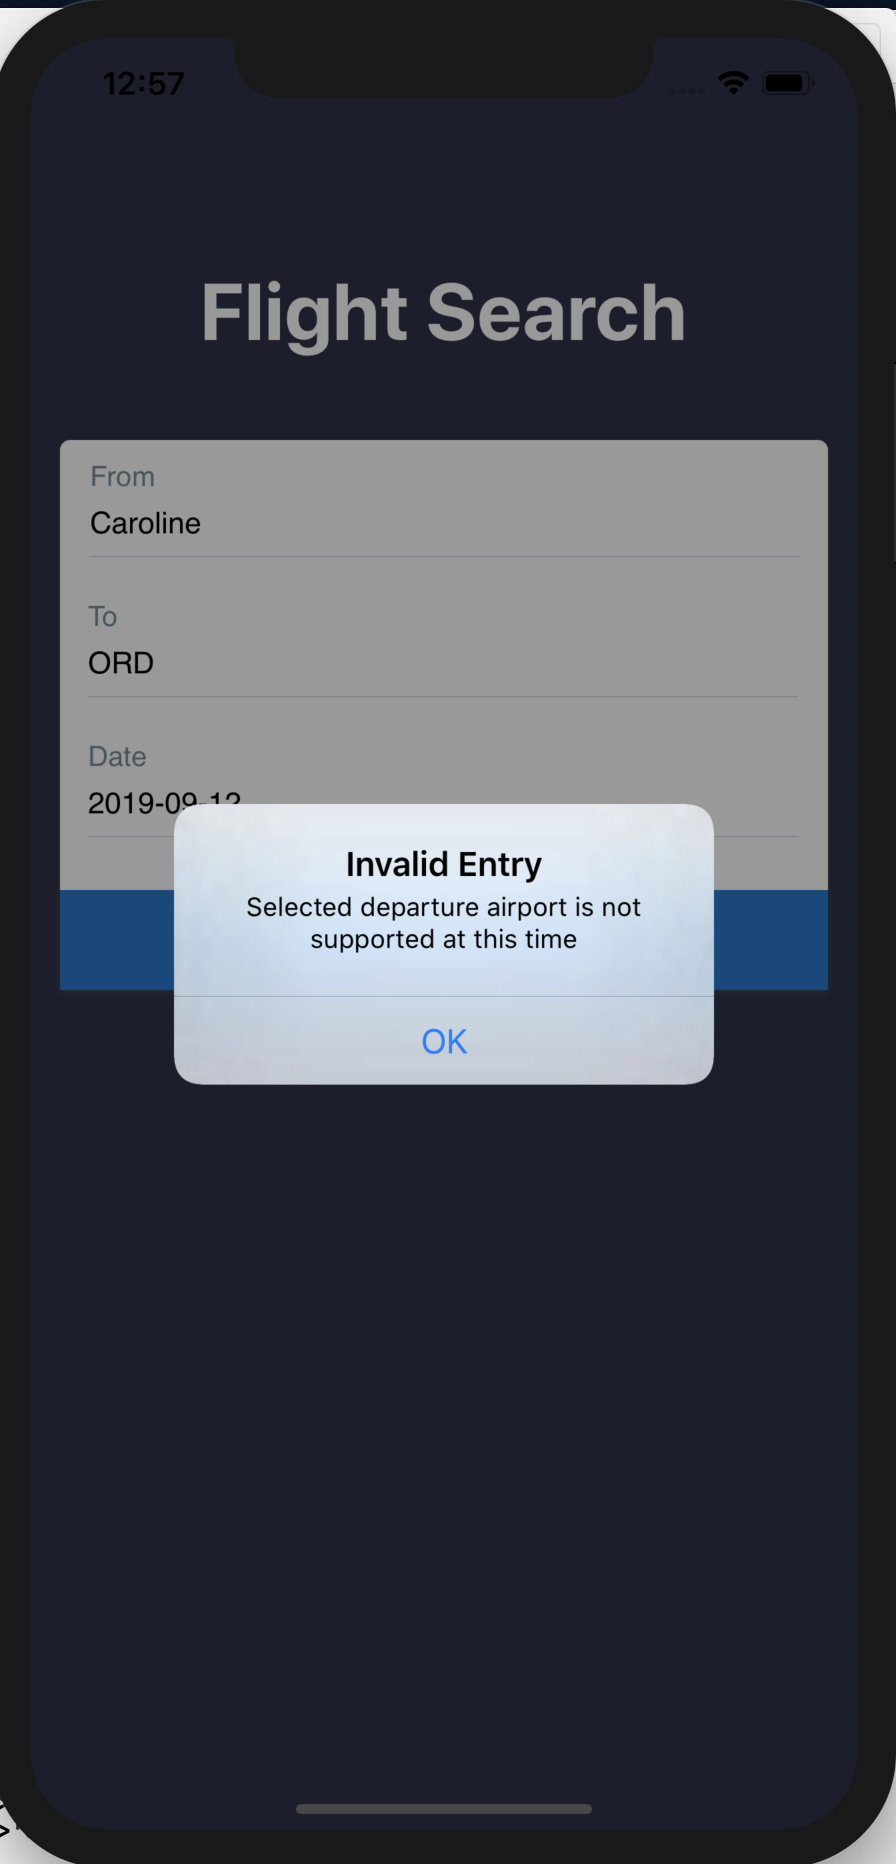 12:57
Flight Search
From
Caroline
To
ORD
Date
2019-09-12
Invalid Entry
Selected departure airport is not
supported at this time
OK